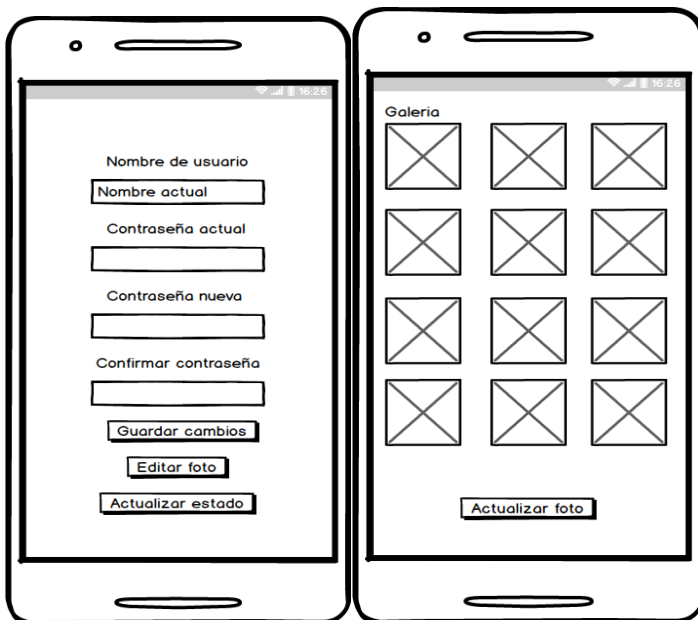 16:26
Nombre de usuario
Nombre actual
Contraseña actual
Contraseña nueva
Confirmar contraseña
Guardar cambios
Editar foto
Actualizar estado
16:26
Galeria
Actualizar foto